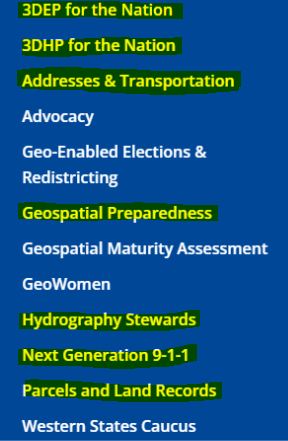 3DEP for the Nation
3DHP for the Nation
Addresses & Transportation
Advocacy
Geo-Enabled Elections &
Redistricting
Geospatial Preparedness
Geospatial Maturity Assessment
GeoWomen
Hydrography Stewards
Next Generation 9-1-1
Parcels and Land Records
Western States Caucus